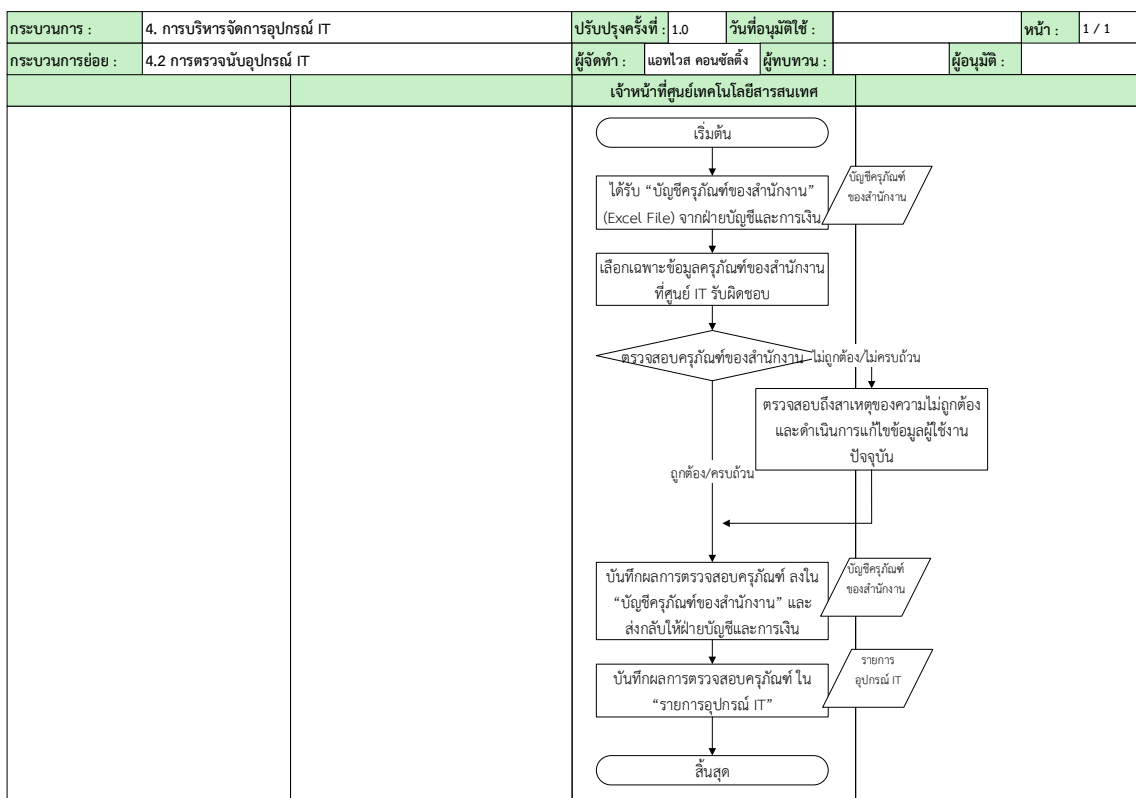 กระบวนการ : 4. การบริหารจัดการอุปกรณ์ IT ปรับปรุงครั้งที่ : 1.0 วันที่อนุมัติใช้ : หน้า : 1 / 1
กระบวนการย่อย : 4.2 การตรวจนับอุปกรณ์ IT ผู้จัดทำ : แอทไวส คอนซัลติ้ง ผู้ทบทวน : ผู้อนุมัติ :
เจ้าหน้าที่ศูนย์เทคโนโลยีสารสนเทศ
เริ่มต้น
ได้รับ “บัญชีครุภัณฑ์ของสำนักงาน”
(Excel File) จากฝ่ายบัญชีและการเงิน
บัญชีครุภัณฑ์
ของสำนักงาน
เลือกเฉพาะข้อมูลครุภัณฑ์ของสำนักงาน
ที่ศูนย์ IT รับผิดชอบ
ตรวจสอบครุภัณฑ์ของสำนักงาน
ไม่ถูกต้อง/ไม่ครบถ้วน
ตรวจสอบถึงสาเหตุของความไม่ถูกต้อง
และดำเนินการแก้ไขข้อมูลผู้ใช้งาน
ปัจจุบัน
ถูกต้อง/ครบถ้วน
บันทึกผลการตรวจสอบครุภัณฑ์ ลงใน
“บัญชีครุภัณฑ์ของสำนักงาน” และ
ส่งกลับให้ฝ่ายบัญชีและการเงิน
บัญชีครุภัณฑ์
ของสำนักงาน
บันทึกผลการตรวจสอบครุภัณฑ์ ใน
“รายการอุปกรณ์ IT”
รายการ
อุปกรณ์ IT
สิ้นสุด